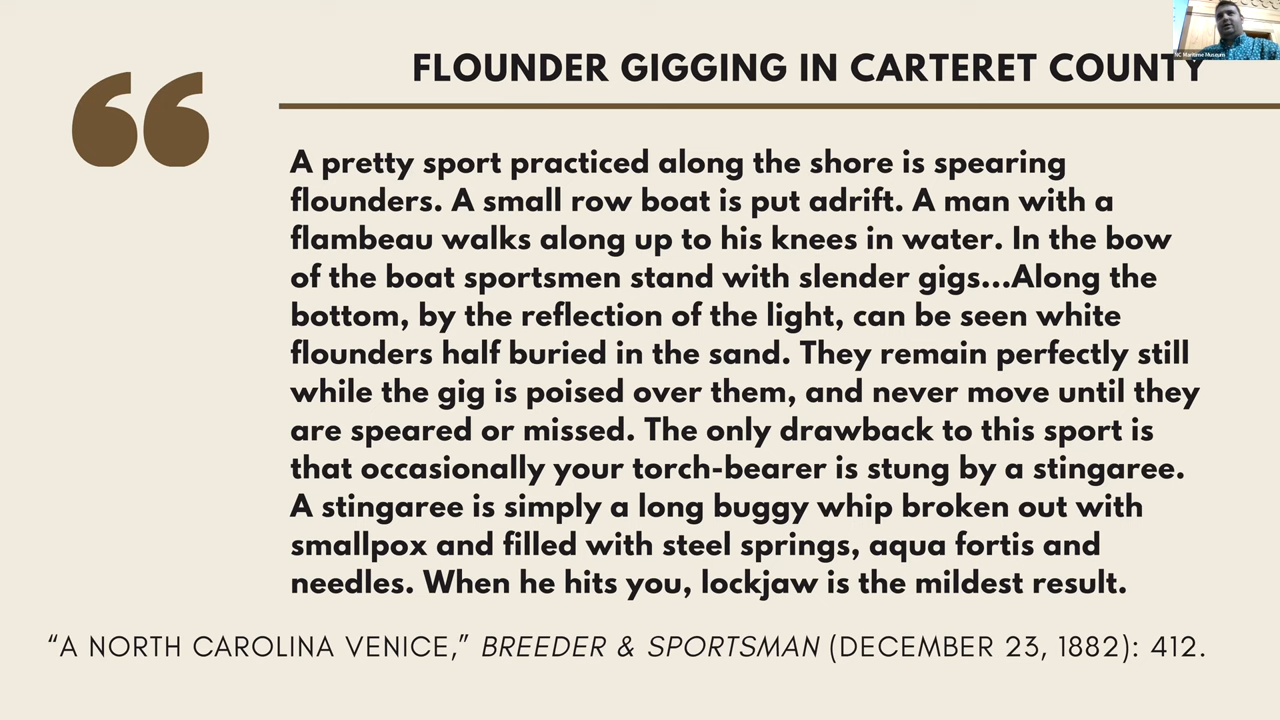 FLOUNDER GIGGING IN CARTERET COUNTY
NC Maritime Museum
“
A pretty sport practiced along the shore is spearing
flounders. A small row boat is put adrift. A man with a
flambeau walks along up to his knees in water. In the bow
of the boat sportsmen stand with slender gigs...Along the
bottom, by the reflection of the light, can be seen white
flounders half buried in the sand. They remain perfectly still
while the gig is poised over them, and never move until they
are speared or missed. The only drawback to this sport is
that occasionally your torch-bearer is stung by a stingaree.
A stingaree is simply a long buggy whip broken out with
smallpox and filled with steel springs, aqua fortis and
needles. When he hits you, lockjaw is the mildest result.
“A NORTH CAROLINA VENICE,” BREEDER & SPORTSMAN (DECEMBER 23, 1882): 412.